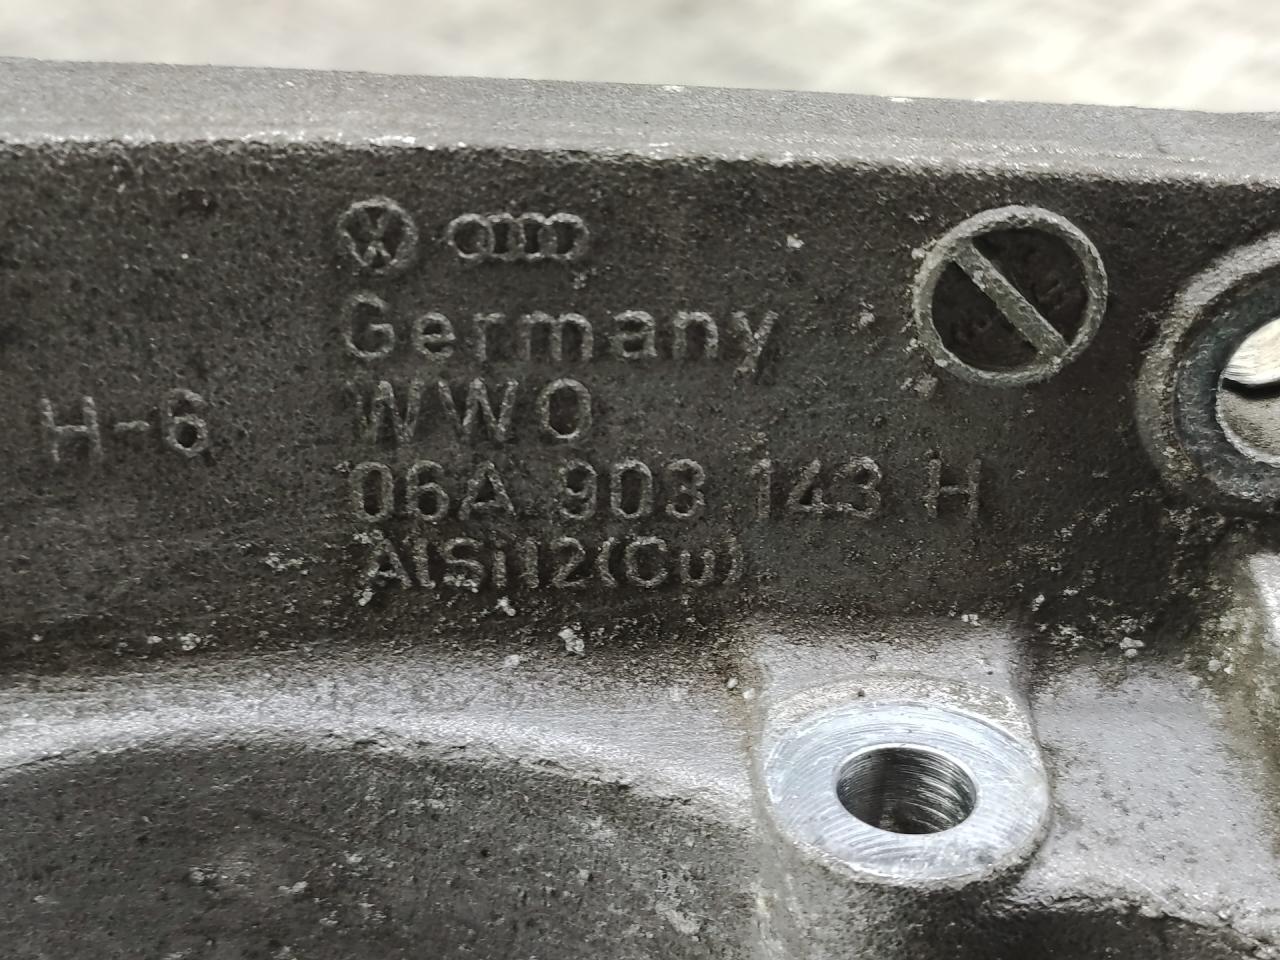 Germany
H-6
WWO
06A 903 143 H
AlSi12(Cu)